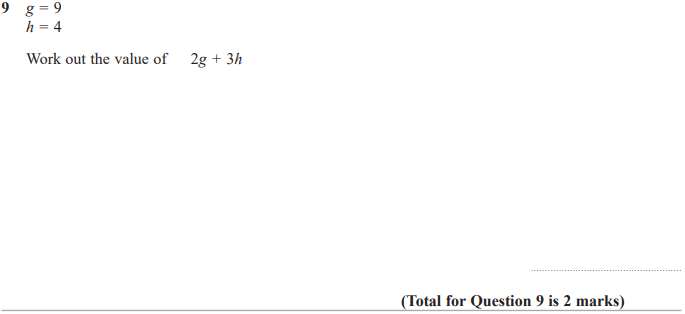 9 g = 9
h = 4
Work out the value of 2g + 3h
(Total for Question 9 is 2 marks)